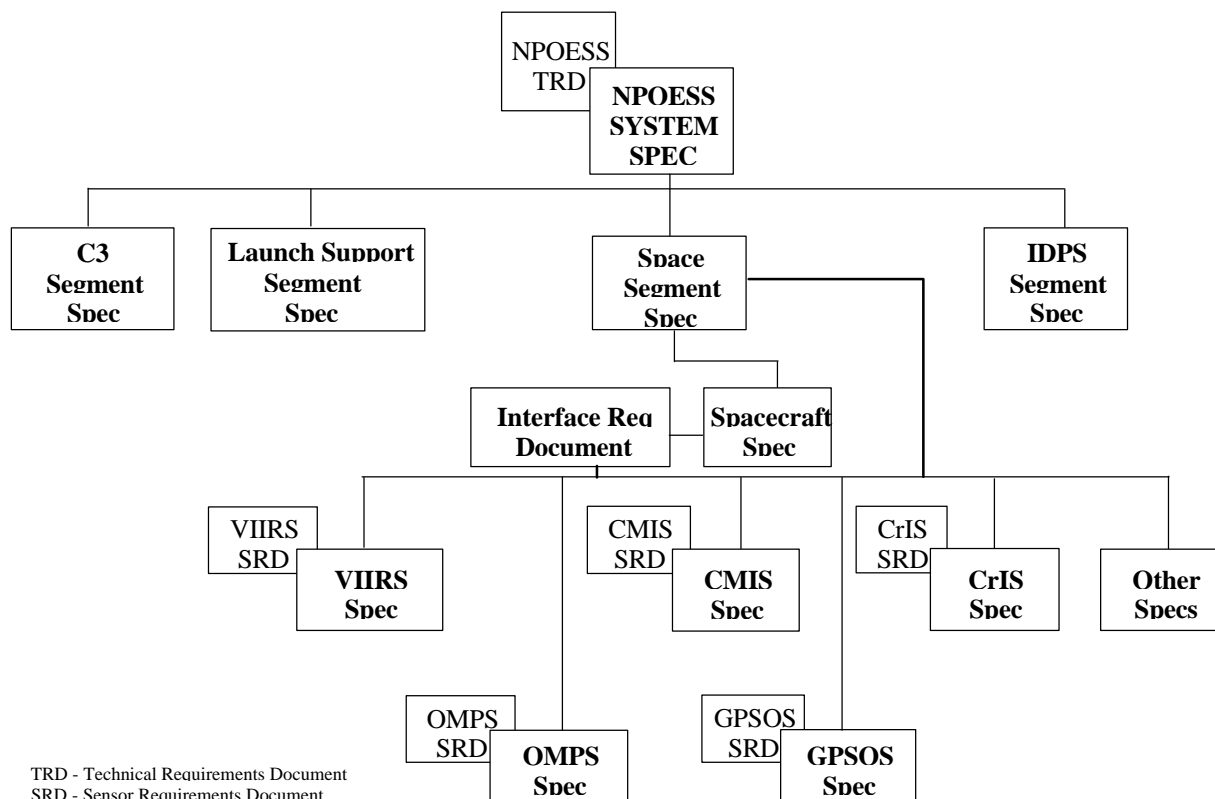 NPOESS
TRD
NPOESS
SYSTEM
SPEC
C3
Segment
Spec
Launch Support
Segment
Spec
Space
Segment
Spec
IDPS
Segment
Spec
Interface Req
Document
Spacecraft
Spec
VIIRS
SRD
VIIRS
Spec
CMIS
SRD
CMIS
Spec
CrIS
SRD
CrIS
Spec
Other
Specs
OMPS
SRD
OMPS
Spec
GPSOS
SRD
GPSOS
Spec
TRD - Technical Requirements Document
SRD - Sensor Requirements Document